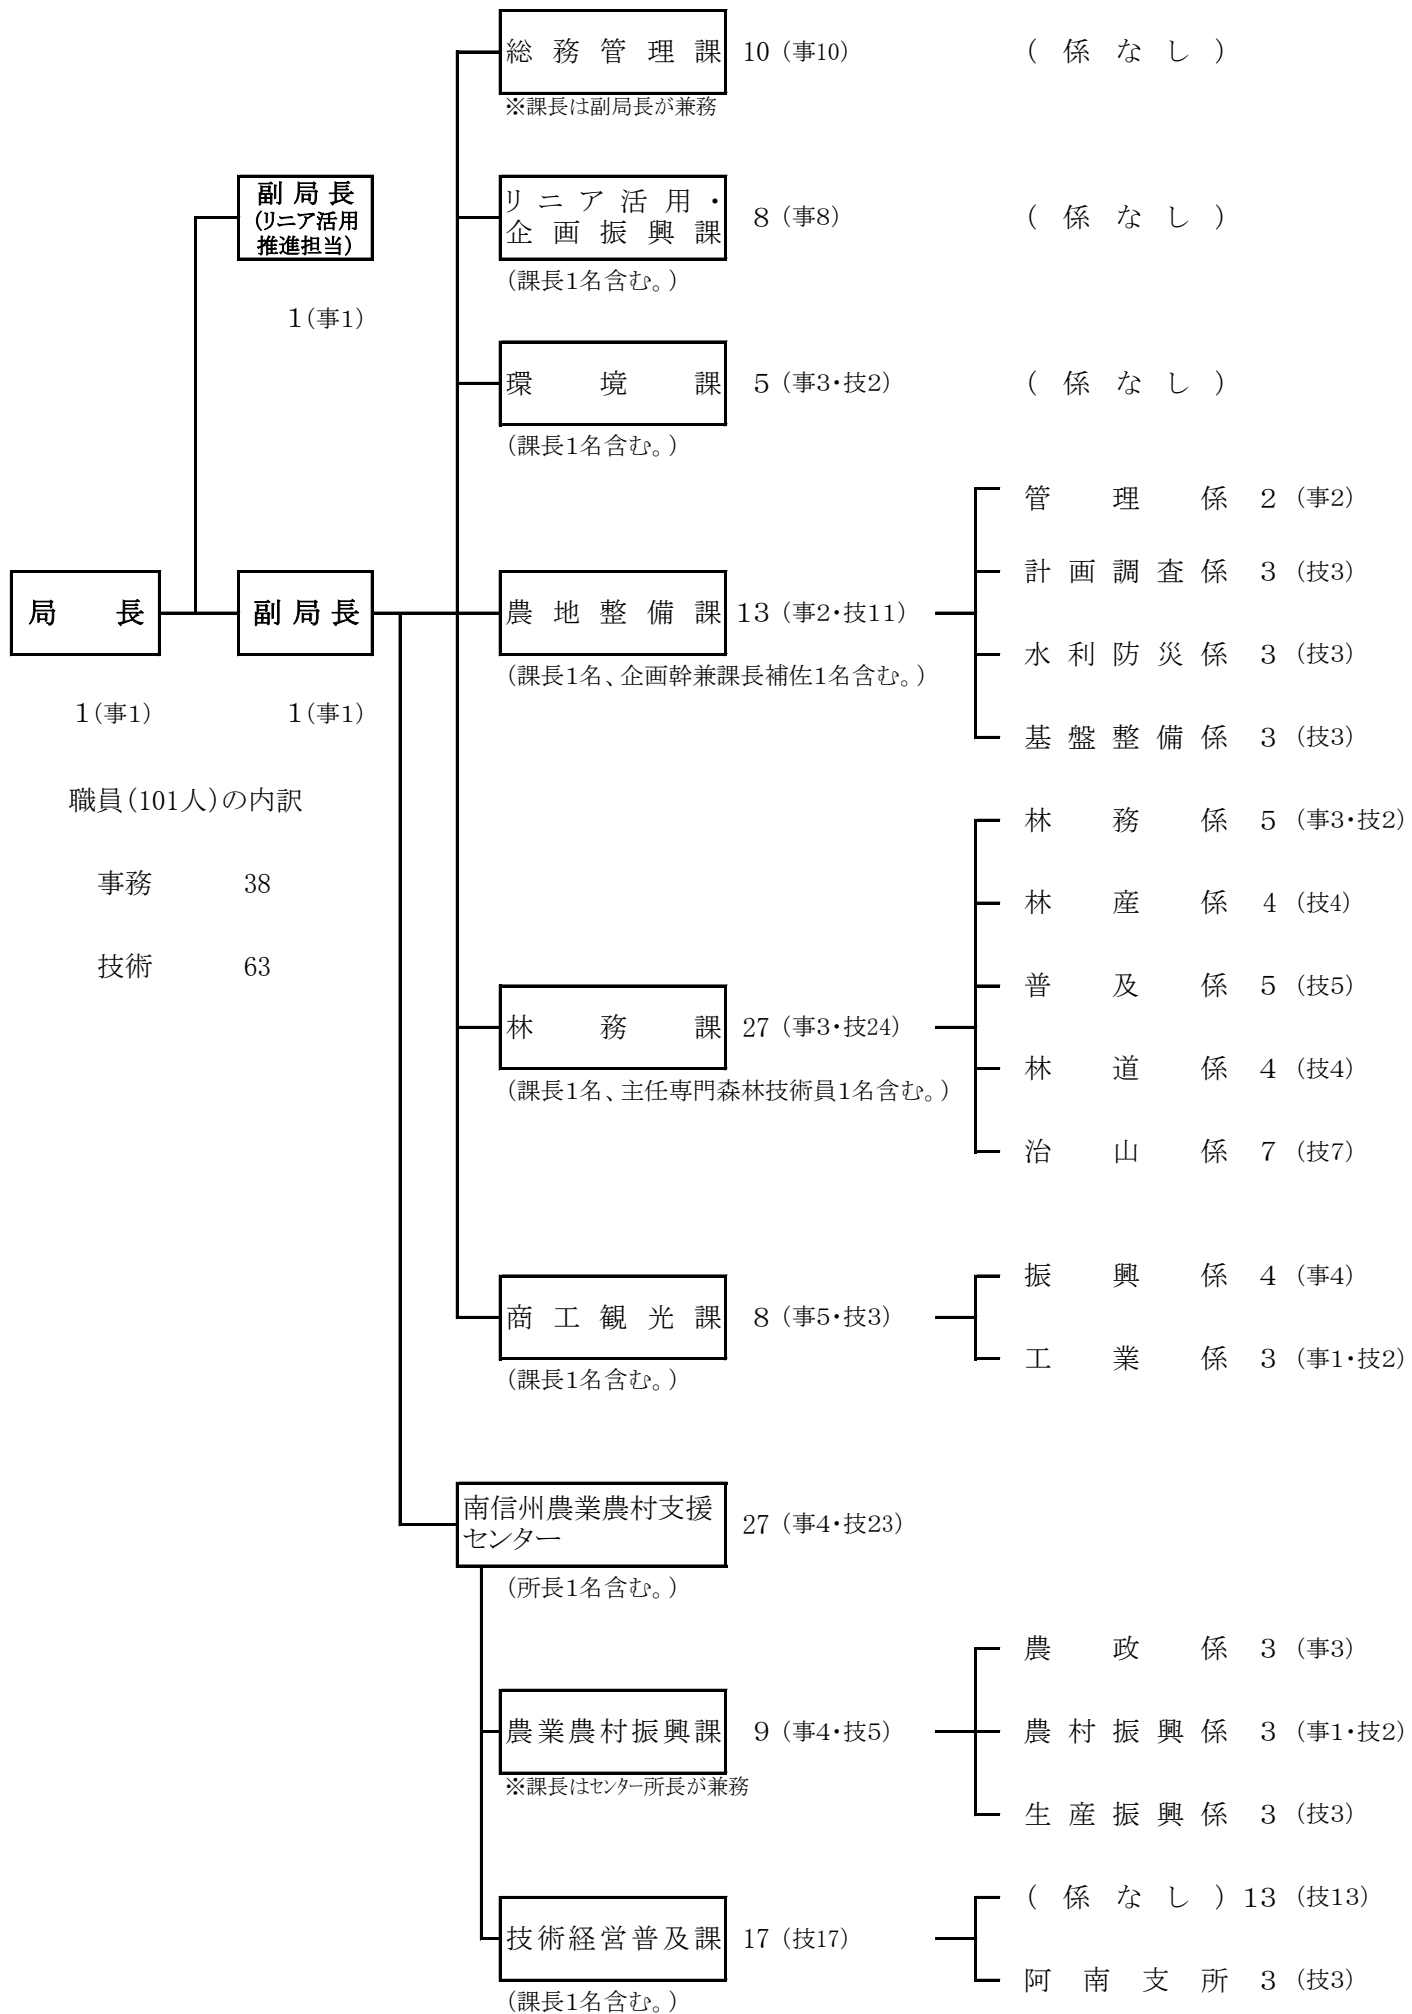 総務管理課 10 (事10) (係なし)
※課長は副局長が兼務
副局長
(リニア活用
推進担当)
1(事1)
リニア活用・
企画振興課
8 (事8) (係なし)
(課長1名含む。)
環境課 5 (事3・技2) (係なし)
(課長1名含む。)
局長
1(事1)
副局長
1(事1)
農地整備課 13 (事2・技11)
(課長1名、企画幹兼課長補佐1名含む。)
管理係 2 (事2)
計画調査係 3 (技3)
水利防災係 3 (技3)
基盤整備係 3 (技3)
職員(101人)の内訳
事務 38
技術 63
林務課 27 (事3・技24)
(課長1名、主任専門森林技術員1名含む。)
林務係 5 (事3・技2)
林産係 4 (技4)
普及係 5 (技5)
林道係 4 (技4)
治山係 7 (技7)
商工観光課 8 (事5・技3)
(課長1名含む。)
振興係 4 (事4)
工業係 3 (事1・技2)
南信州農業農村支援
センター
27 (事4・技23)
(所長1名含む。)
農業農村振興課 9 (事4・技5)
※課長はセンター所長が兼務
農政係 3 (事3)
農村振興係 3 (事1・技2)
生産振興係 3 (技3)
技術経営普及課 17 (技17)
(課長1名含む。)
(係なし) 13 (技13)
阿南支所 3 (技3)